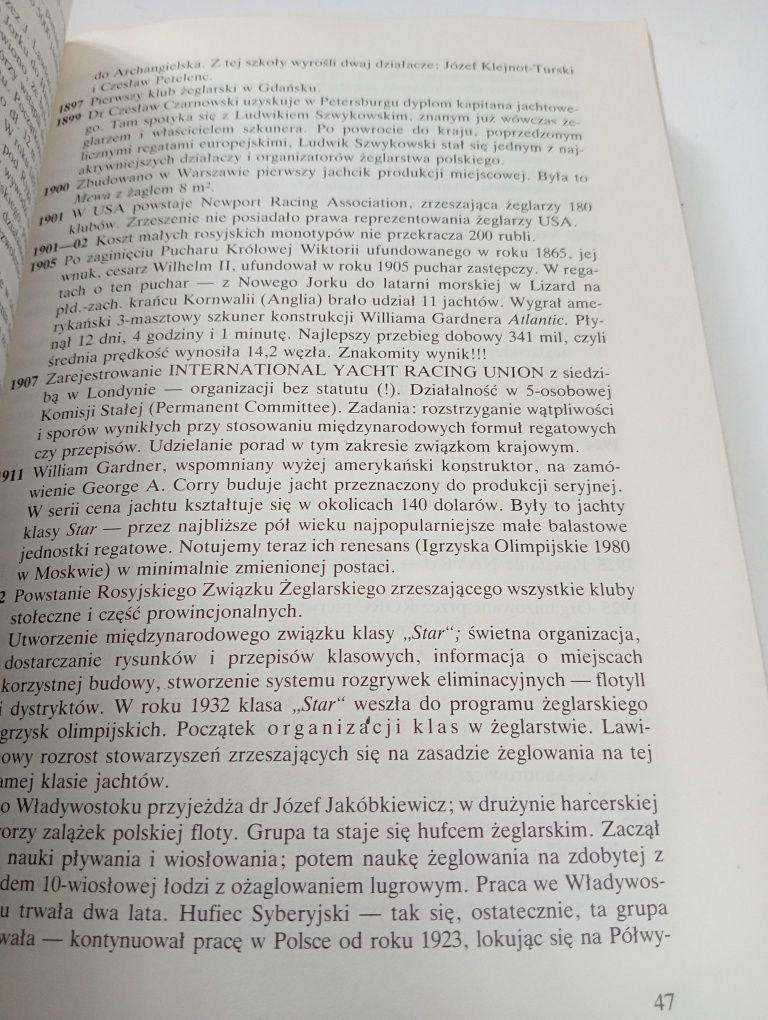 do Archangielska. Z tej szkoły wyrośli dwaj działacze: Józef Klejnot-Turski
i Czesław Petelenc.
1897 Pierwszy klub żeglarski w Gdańsku.
1899 Dr Czesław Czarnowski uzyskuje w Petersburgu dyplom kapitana jachtowe-
go. Tam spotyka się z Ludwikiem Szwykowskim, znanym już wówczas że-
glarzem i właścicielem szkunera. Po powrocie do kraju, poprzedzonym
licznymi regatami europejskimi, Ludwik Szwykowski stał się jednym z naj-
aktywniejszych działaczy i organizatorów żeglarstwa polskiego.
1900 Zbudowano w Warszawie pierwszy jachcik produkcji miejscowej. Była to
Mewa z żaglem 8 m².
1901 W USA powstaje Newport Racing Association, zrzeszająca żeglarzy 180
klubów. Zrzeszenie nie posiadało prawa reprezentowania żeglarzy USA.
1901—02 Koszt małych rosyjskich monotypów nie przekracza 200 rubli.
1905 Po zaginięciu Pucharu Królowej Wiktorii ufundowanego w roku 1865, jej
wnuk, cesarz Wilhelm II, ufundował w roku 1905 puchar zastępczy. W rega-
tach o ten puchar — z Nowego Jorku do latarni morskiej w Lizard na
płd.-zach. krańcu Kornwalii (Anglia) brało udział 11 jachtów. Wygrał ame-
rykański 3-masztowy szkuner konstrukcji Williama Gardnera Atlantic. Pły-
nął 12 dni, 4 godziny i 1 minutę. Najlepszy przebieg dobowy 341 mil, czyli
średnia prędkość wynosiła 14,2 węzła. Znakomity wynik!!!
1907 Zarejestrowanie INTERNATIONAL YACHT RACING UNION z siedzi-
bą w Londynie — organizacji bez statutu (!). Działalność w 5-osobowej
Komisji Stałej (Permanent Committee). Zadania: rozstrzyganie wątpliwości
i sporów wynikłych przy stosowaniu międzynarodowych formuł regatowych
czy przepisów. Udzielanie porad w tym zakresie związkom krajowym.
911 William Gardner, wspomniany wyżej amerykański konstruktor, na zamó-
wienie George A. Corry buduje jacht przeznaczony do produkcji seryjnej.
W serii cena jachtu kształtuje się w okolicach 140 dolarów. Były to jachty
klasy Star — przez najbliższe pół wieku najpopularniejsze małe balastowe
jednostki regatowe. Notujemy teraz ich renesans (Igrzyska Olimpijskie 1980
w Moskwie) w minimalnie zmienionej postaci.
2 Powstanie Rosyjskiego Związku Żeglarskiego zrzeszającego wszystkie kluby
stołeczne i część prowincjonalnych.
Utworzenie międzynarodowego związku klasy „Star“; świetna organizacja,
dostarczanie rysunków i przepisów klasowych, informacja o miejscach
korzystnej budowy, stworzenie systemu rozgrywek eliminacyjnych — flotyll
i dystryktów. W roku 1932 klasa „Star“ weszła do programu żeglarskiego
grzysk olimpijskich. Początek organizacji klas w żeglarstwie. Lawi-
owy rozrost stowarzyszeń zrzeszających się na zasadzie żeglowania na tej
amej klasie jachtów.
o Władywostoku przyjeżdża dr Józef Jakóbkiewicz; w drużynie harcerskiej
orzy zalążek polskiej floty. Grupa ta staje się hufcem żeglarskim. Zaczął
nauki pływania i wiosłowania; potem naukę żeglowania na zdobytej z
dem 10-wiosłowej łodzi z ożaglowaniem lugrowym. Praca we Władywos-
u trwała dwa lata. Hufiec Syberyjski — tak się, ostatecznie, ta grupa
wała — kontynuował pracę w Polsce od roku 1923, lokując się na Półwy-
47